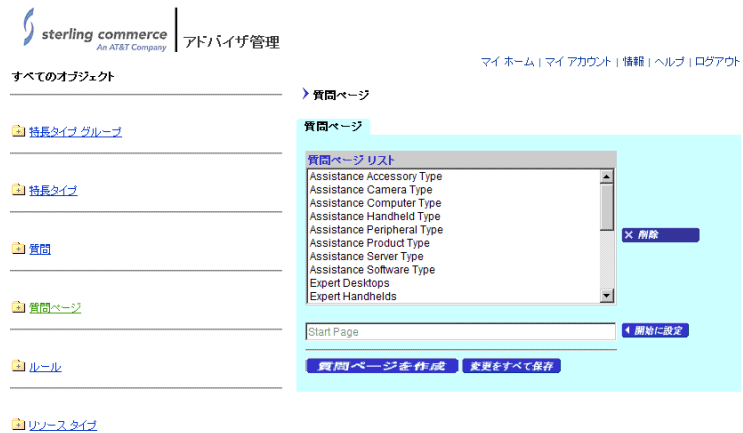 sterling commerce
An AT&T Company
アドバイザ管理
マイ ホーム | マイ アカウント | 情報 | ヘルプ | ログアウト
すべてのオブジェクト
特長タイプ グループ
特長タイプ
質問
質問ページ
ルール
リソース タイプ
質問ページ
質問ページ
質問ページ リスト
Assistance Accessory Type
Assistance Camera Type
Assistance Computer Type
Assistance Handheld Type
Assistance Peripheral Type
Assistance Product Type
Assistance Server Type
Assistance Software Type
Expert Desktops
Expert Handhelds
削除
Start Page
開始に設定
質問ページを作成
変更をすべて保存